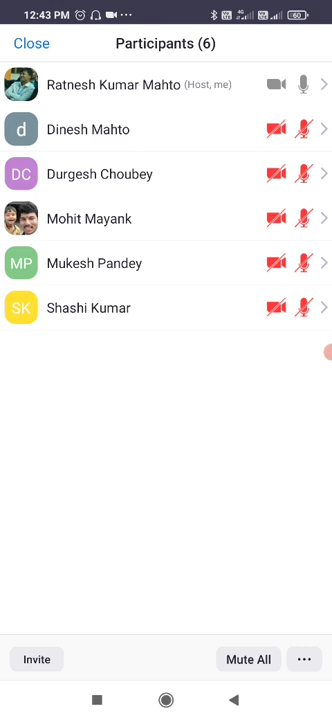 12:43 PM 4G 60
Close Participants (6)
Ratnesh Kumar Mahto (Host, me)
d Dinesh Mahto
DC Durgesh Choubey
Mohit Mayank
MP Mukesh Pandey
SK Shashi Kumar
Invite Mute All ...